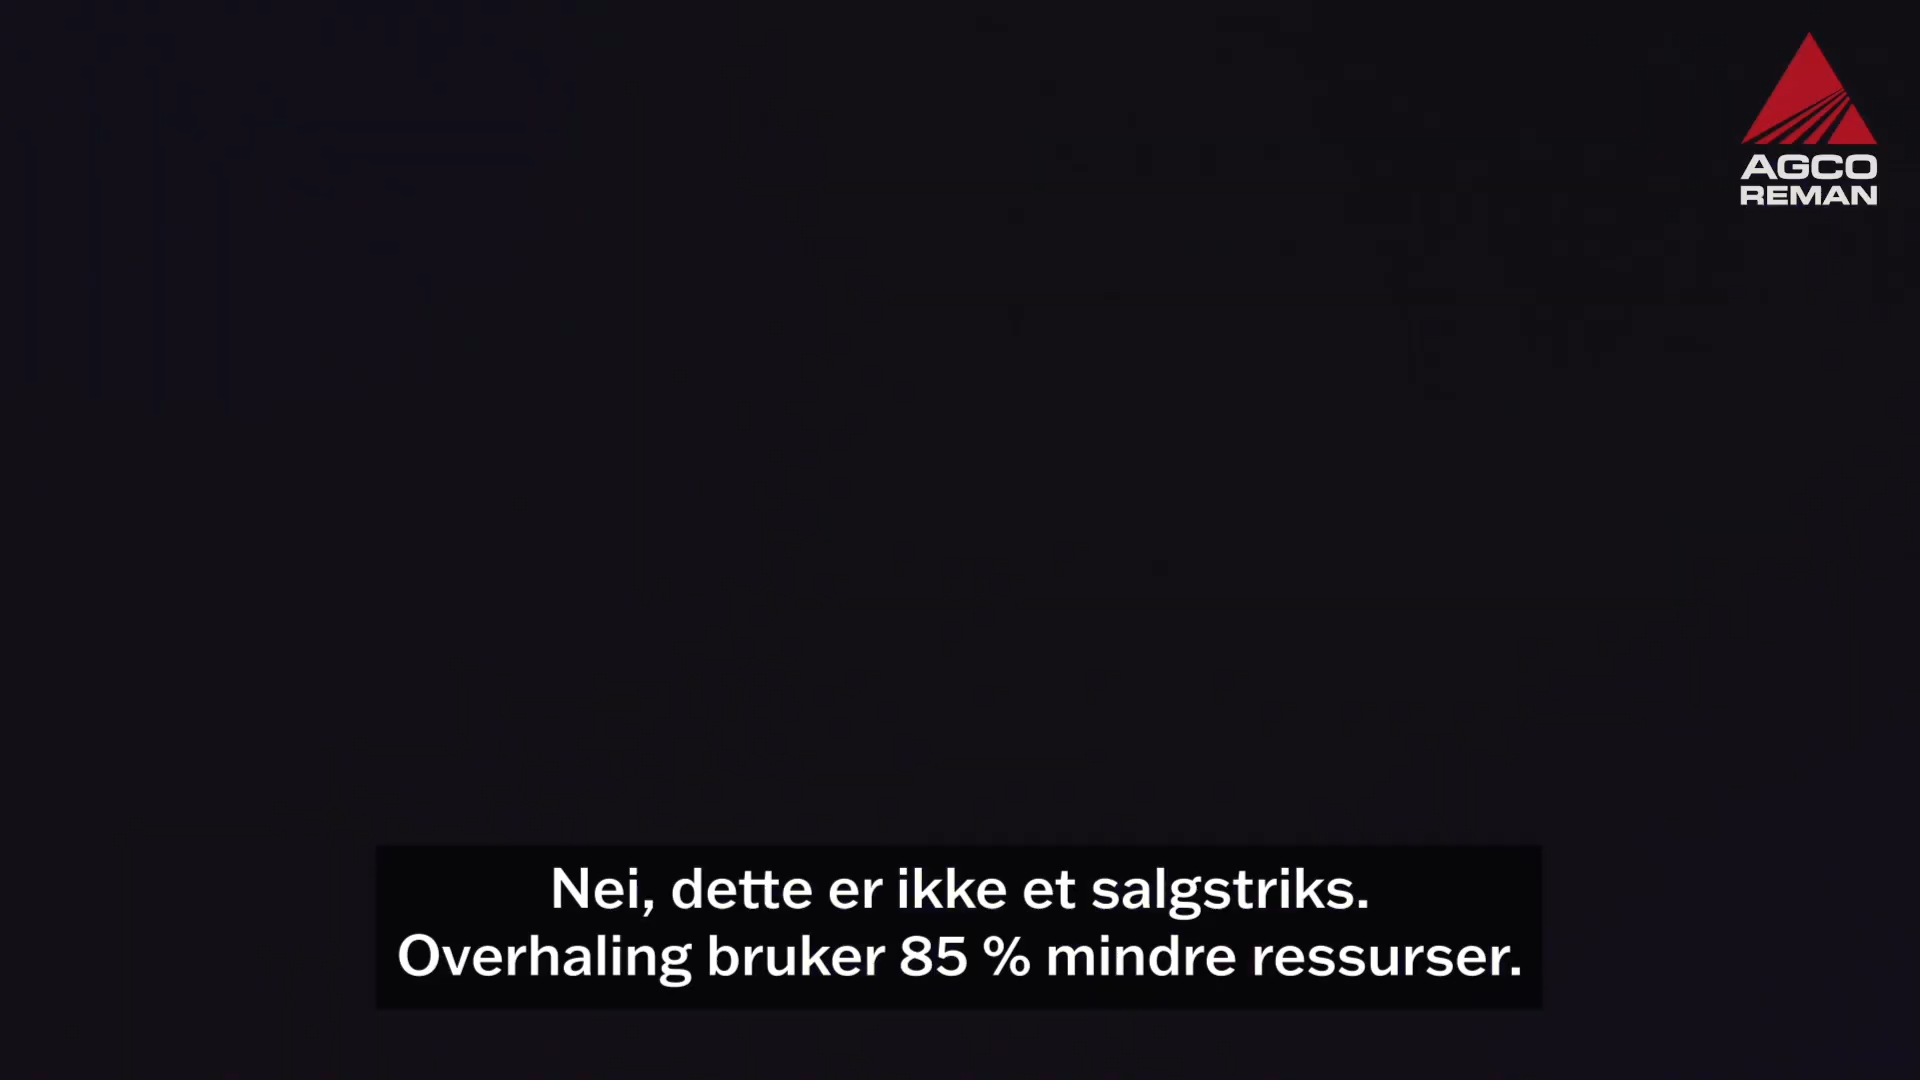 AGCO
REMAN
Nei, dette er ikke et salgstriks.
Overhaling bruker 85 % mindre ressurser.